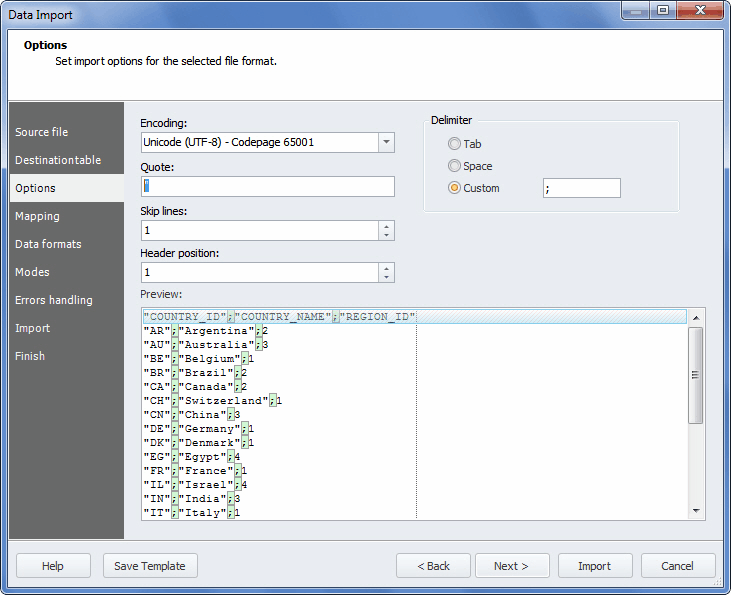 Data Import
Options
Set import options for the selected file format.
Source file
Destinationtable
Options
Mapping
Data formats
Modes
Errors handling
Import
Finish
Encoding:
Unicode (UTF-8) - Codepage 65001
Quote:
"
Skip lines:
1
Header position:
1
Delimiter
Tab
Space
Custom
;
Preview:
"COUNTRY_ID";"COUNTRY_NAME";"REGION_ID"
"AR";"Argentina";2
"AU";"Australia";3
"BE";"Belgium";1
"BR";"Brazil";2
"CA";"Canada";2
"CH";"Switzerland";1
"CN";"China";3
"DE";"Germany";1
"DK";"Denmark";1
"EG";"Egypt";4
"FR";"France";1
"IL";"Israel";4
"IN";"India";3
"IT";"Italy";1
Help
Save Template
< Back
Next >
Import
Cancel